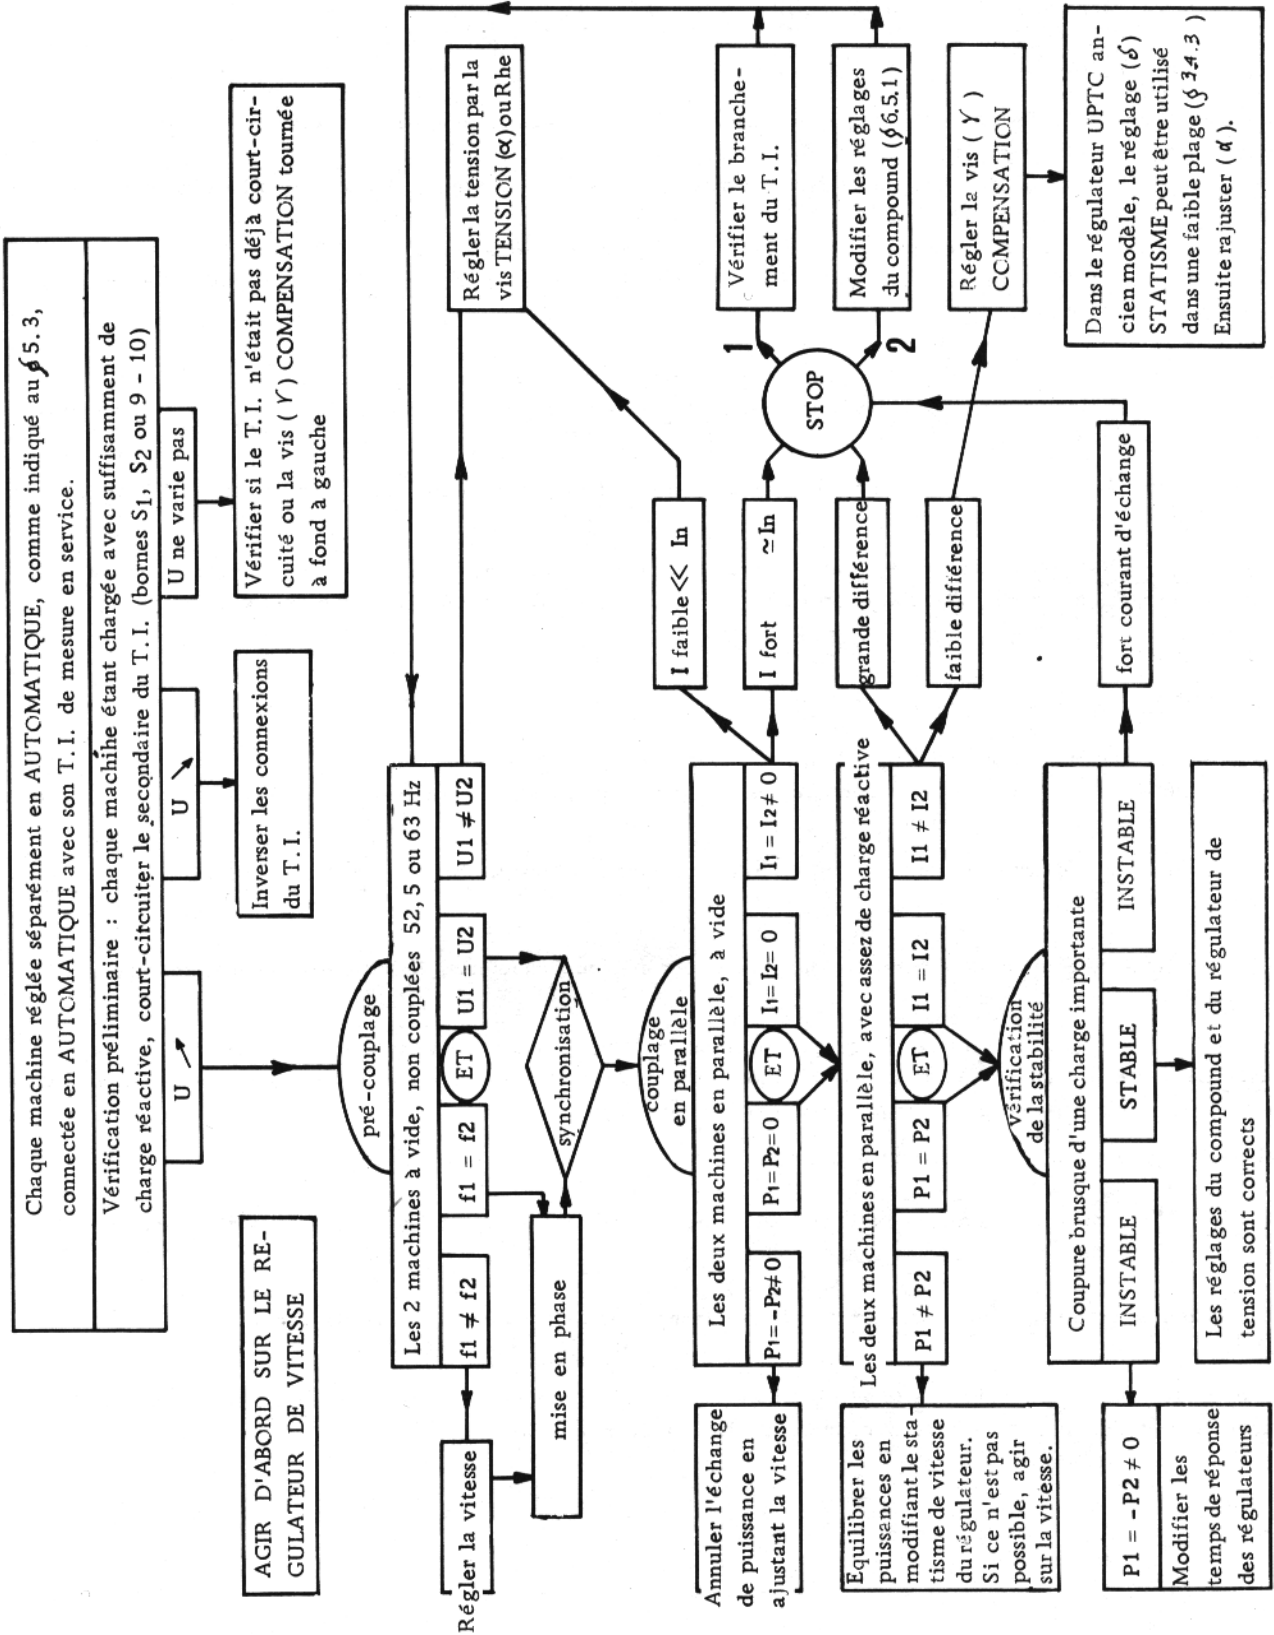 Chaque machine réglée séparément en AUTOMATIQUE, comme indiqué au § 5.3,
connectée en AUTOMATIQUE avec son T.I. de mesure en service.
Vérification préliminaire : chaque machine étant chargée avec suffisamment de
charge réactive, court-circuiter le secondaire du T.I. (bornes S1, S2 ou 9 - 10)
U ↗
U ↘
U ne varie pas
AGIR D'ABORD SUR LE RE-
GULATEUR DE VITESSE
Inverser les connexions
du T.I.
Vérifier si le T.I. n'était pas déjà court-cir-
cuité ou la vis (γ) COMPENSATION tournée
à fond à gauche
pré-couplage
Les 2 machines à vide, non couplées 52,5 ou 63 Hz
f1 ≠ f2
f1 = f2
ET
U1 = U2
U1 ≠ U2
Régler la vitesse
mise en phase
synchronisation
Régler la tension par la
vis TENSION (α) ou Rhe
couplage
en parallèle
Les deux machines en parallèle, à vide
P1=-P2≠0
P1=P2=0
ET
I1=I2=0
I1 = I2≠ 0
Annuler l'échange
de puissance en
ajustant la vitesse
I faible << In
I fort ≃In
STOP
1
2
Vérifier le branche-
ment du T.I.
Modifier les réglages
du compound (§6.5.1)
Les deux machines en parallèle, avec assez de charge réactive
P1 ≠ P2
P1 = P2
ET
I1 = I2
I1 ≠ I2
Equilibrer les
puissances en
modifiant le sta-
tisme de vitesse
du régulateur.
Si ce n'est pas
possible, agir
sur la vitesse.
grande différence
faible différence
Régler la vis (γ)
COMPENSATION
Dans le régulateur UPTC an-
cien modèle, le réglage (δ)
STATISME peut être utilisé
dans une faible plage (§ 3.4.3)
Ensuite rajuster (α).
vérification
de la stabilité
Coupure brusque d'une charge importante
INSTABLE
STABLE
INSTABLE
fort courant d'échange
P1 = -P2 ≠ 0
Modifier les
temps de réponse
des régulateurs
Les réglages du compound et du régulateur de
tension sont corrects